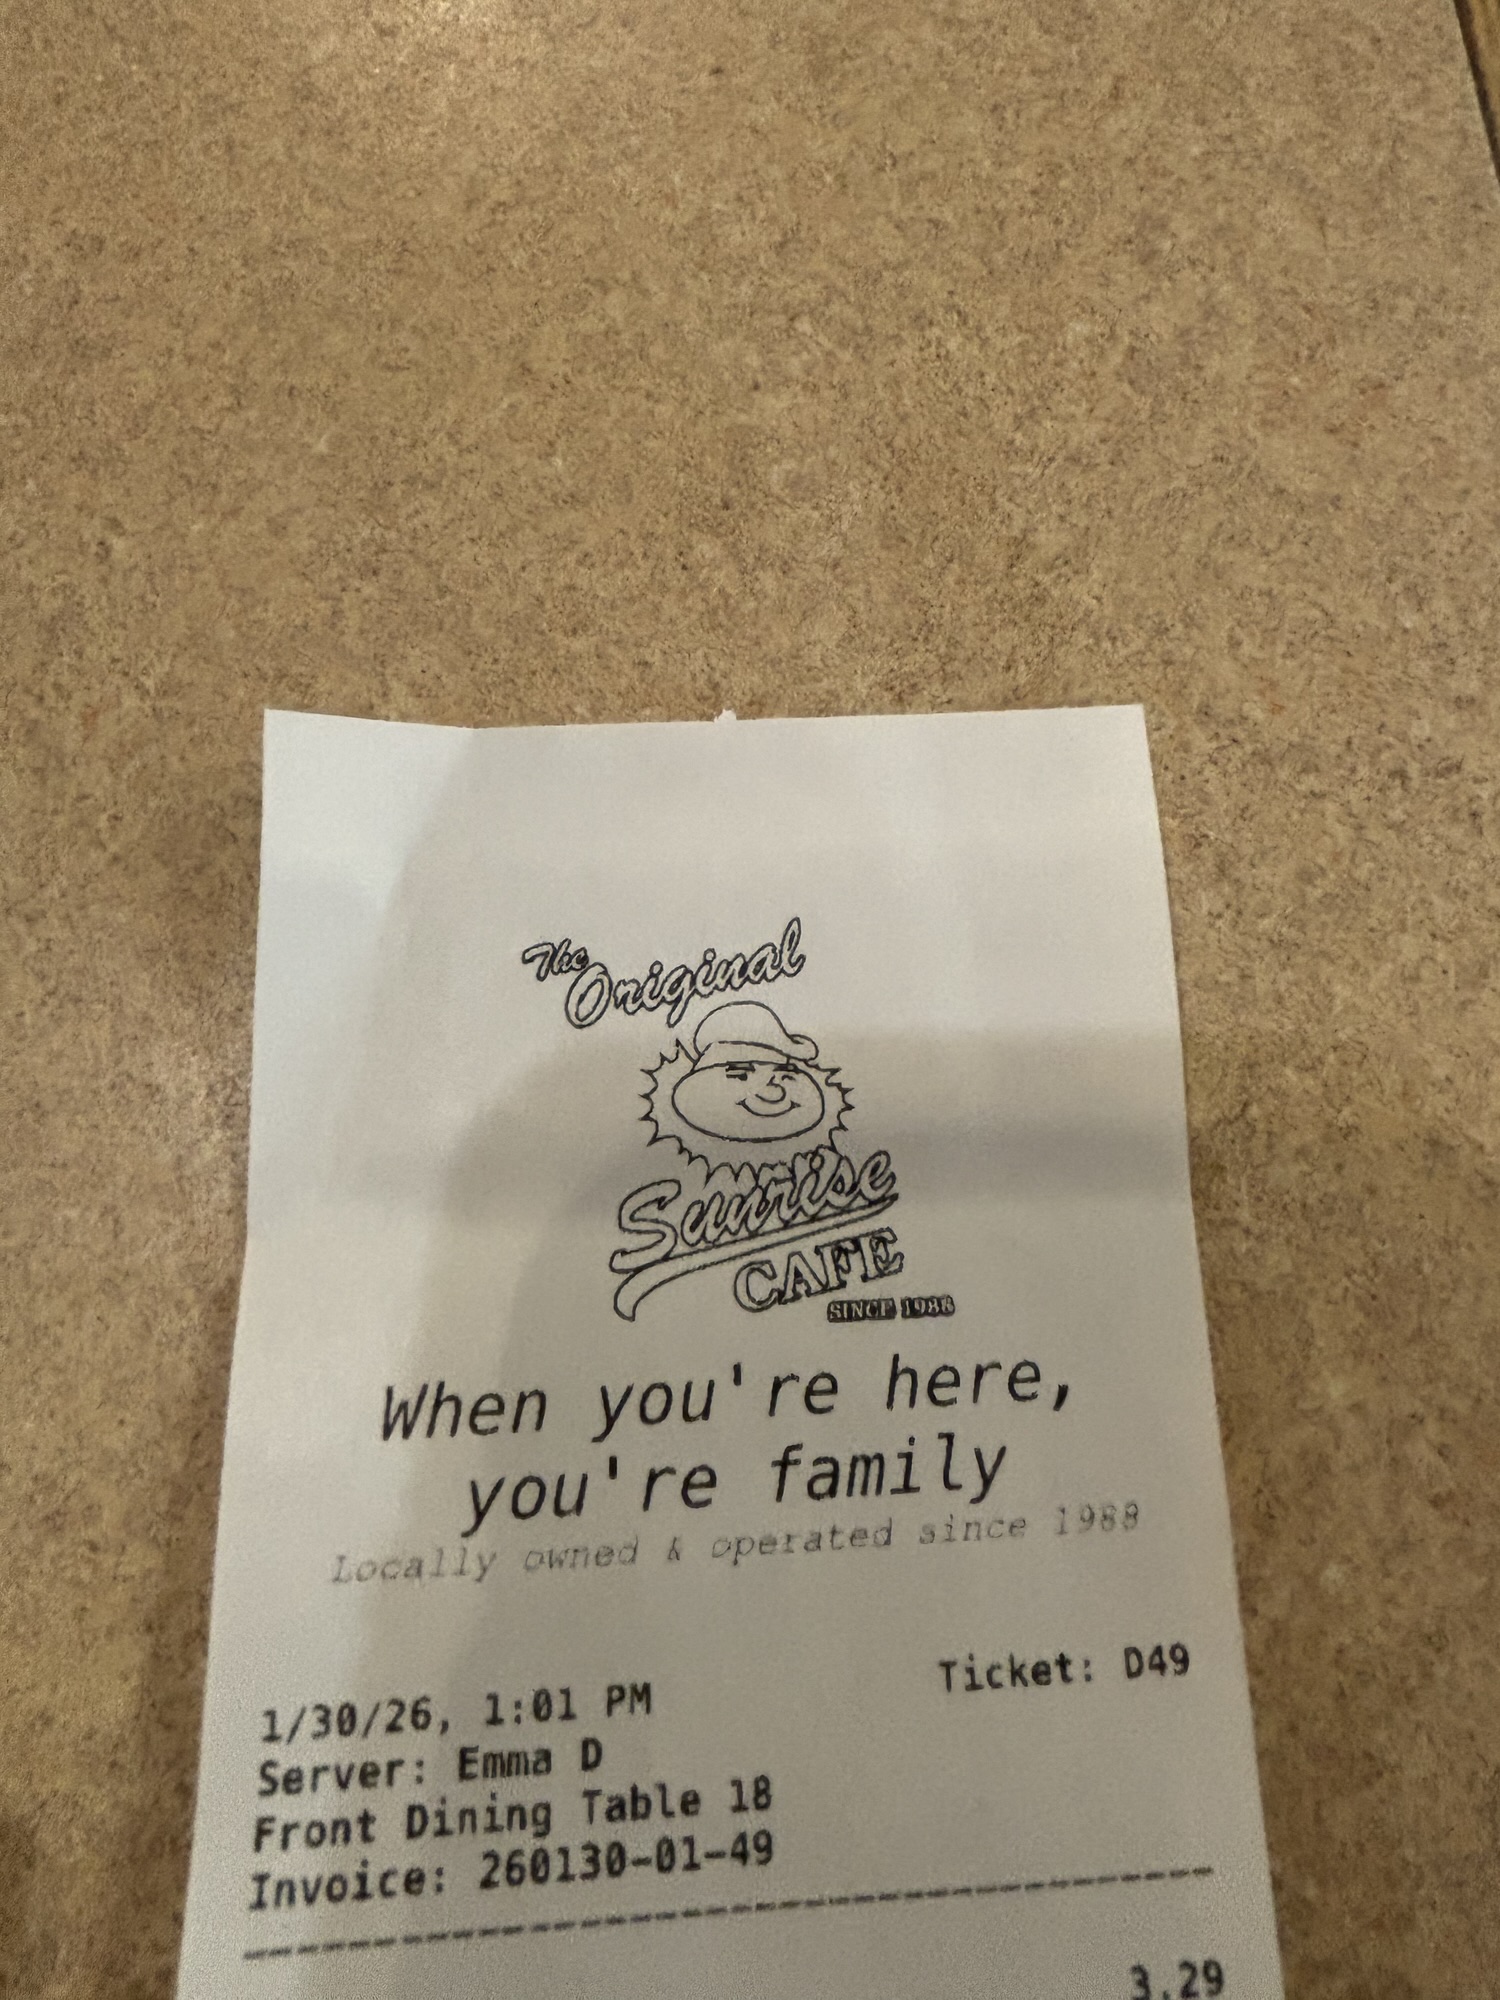 The Original
Sunrise
CAFE
SINCE 1988
When you're here,
you're family
Locally owned & operated since 1988
Ticket: D49
1/30/26, 1:01 PM
Server: Emma D
Front Dining Table 18
Invoice: 260130-01-49
3.29